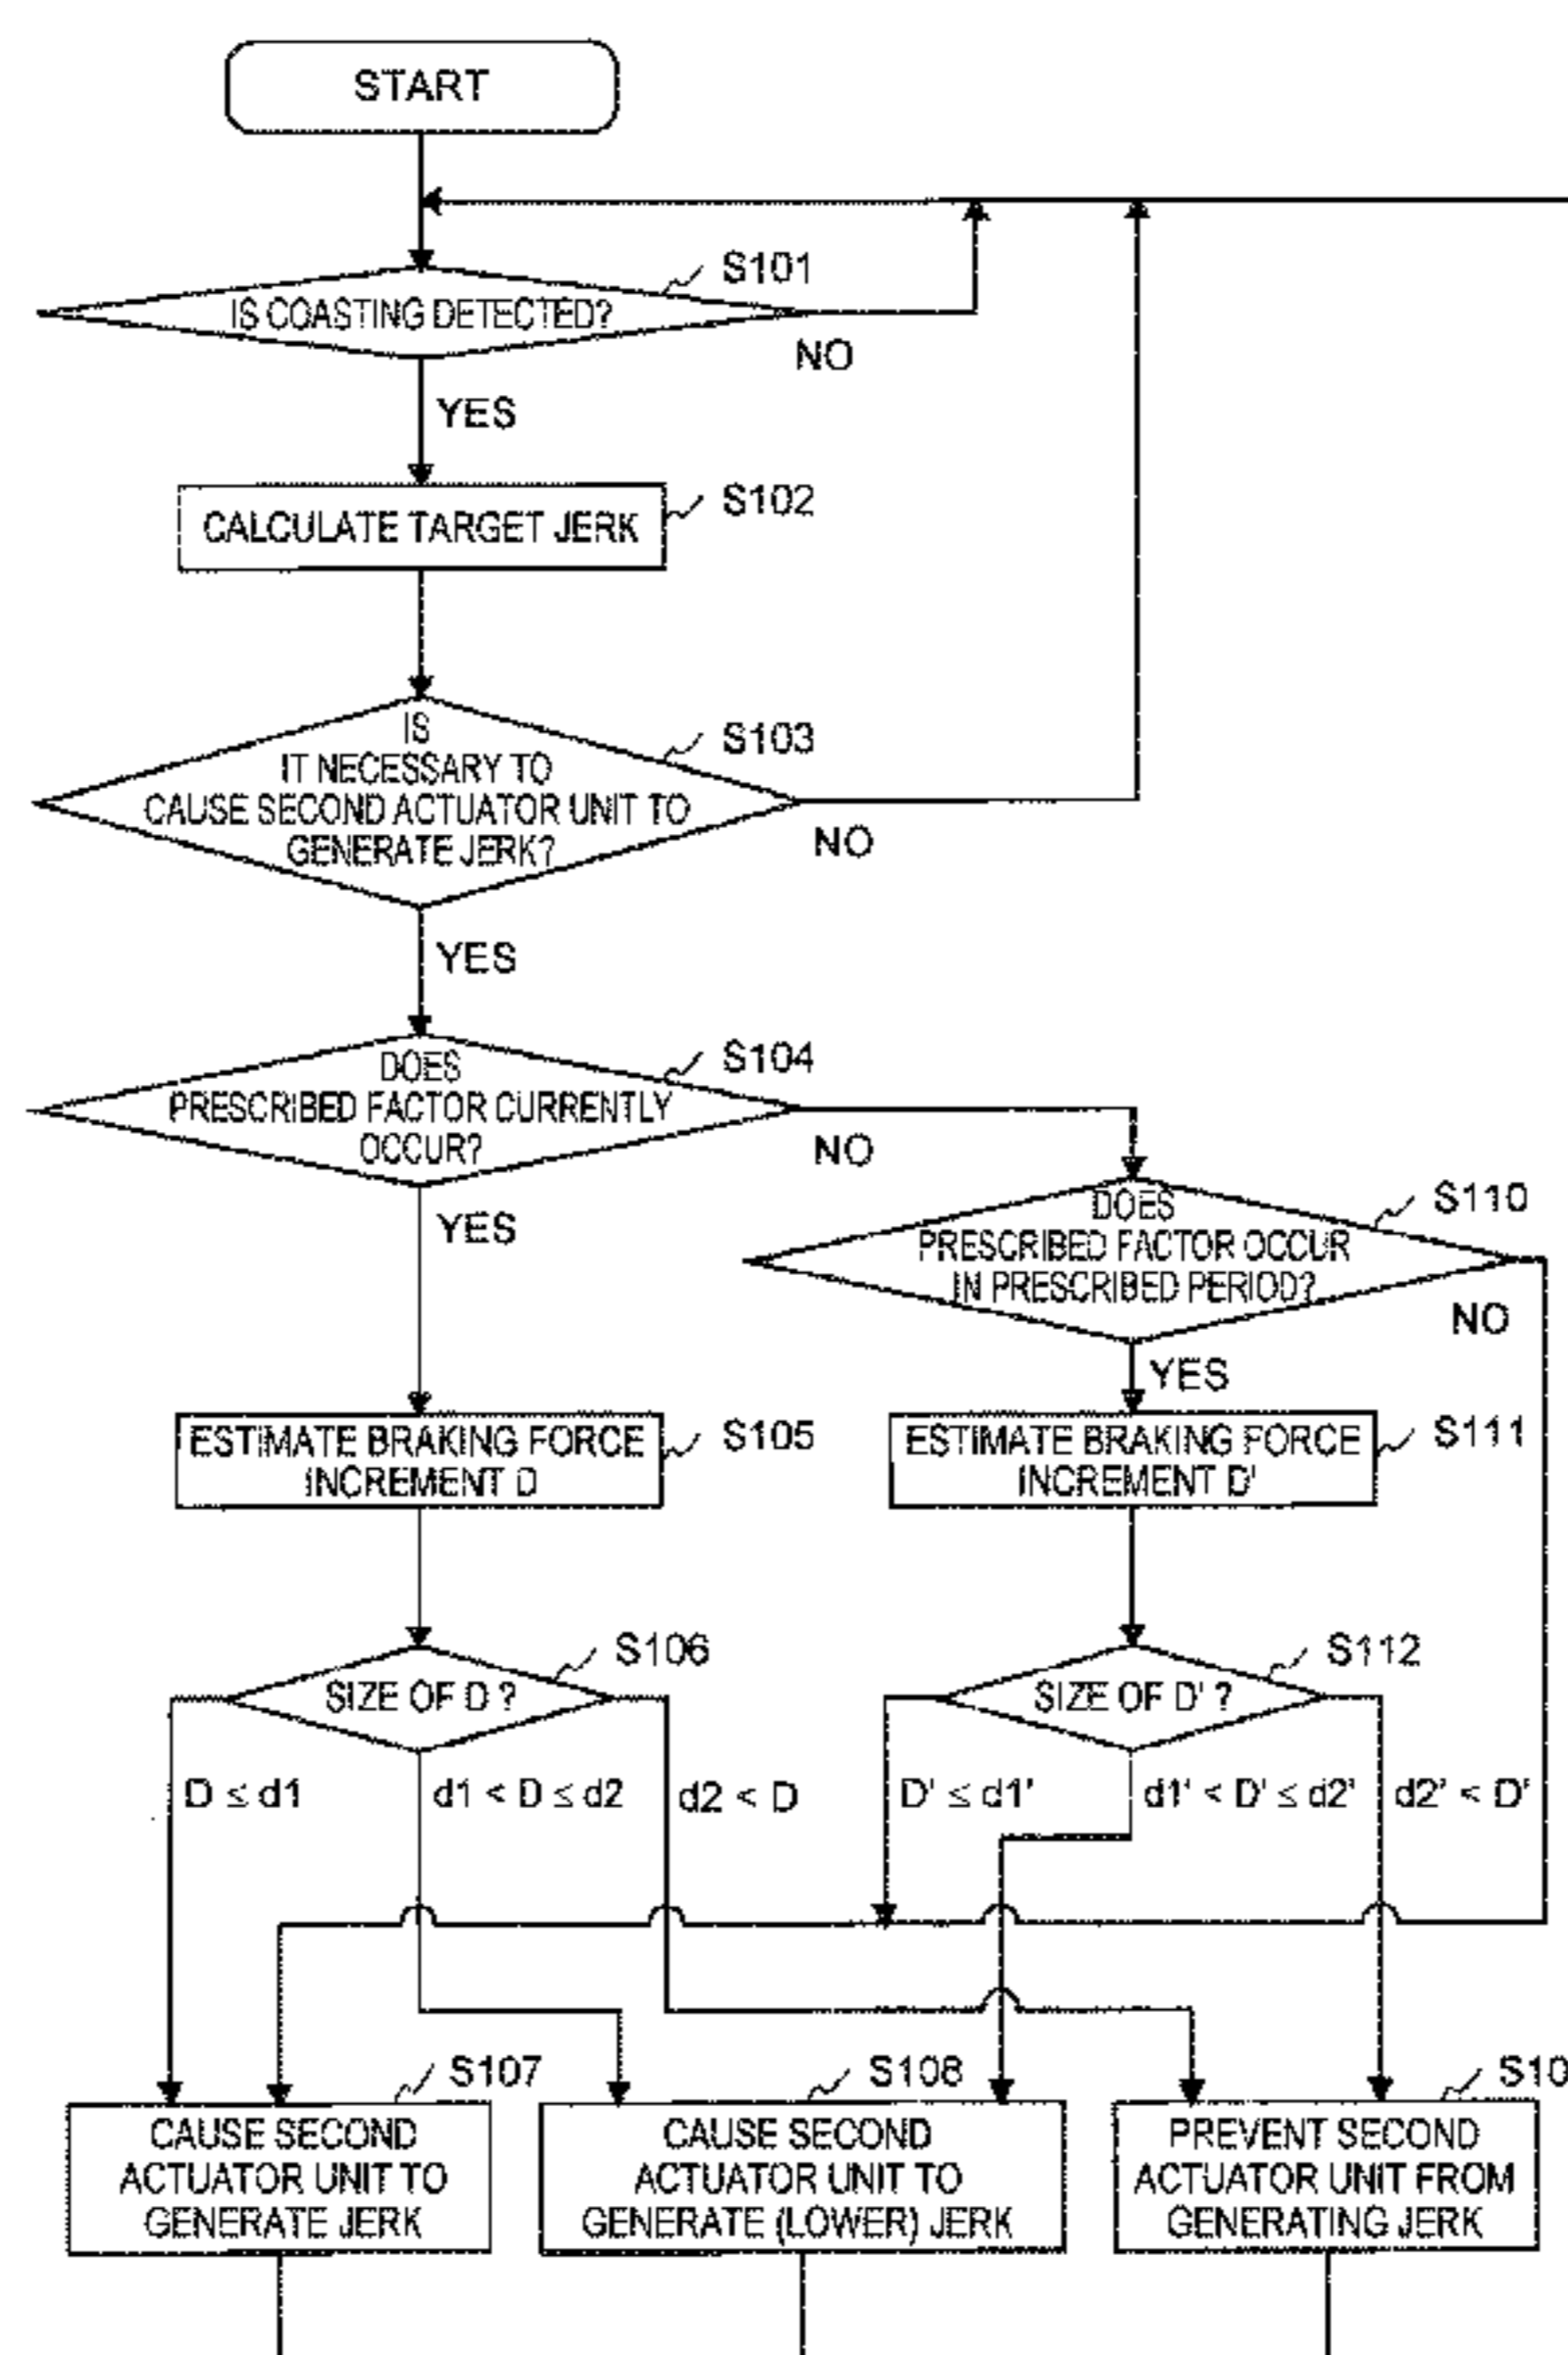 START
S101
IS COASTING DETECTED?
NO
YES
S102
CALCULATE TARGET JERK
S103
IS
IT NECESSARY TO
CAUSE SECOND ACTUATOR UNIT TO
GENERATE JERK?
NO
YES
S104
DOES
PRESCRIBED FACTOR CURRENTLY
OCCUR?
NO
YES
S110
DOES
PRESCRIBED FACTOR OCCUR
IN PRESCRIBED PERIOD?
NO
YES
S105
ESTIMATE BRAKING FORCE
INCREMENT D
S111
ESTIMATE BRAKING FORCE
INCREMENT D'
S106
SIZE OF D ?
S112
SIZE OF D' ?
D ≤ d1
d1 < D ≤ d2
d2 < D
D' ≤ d1'
d1' < D' ≤ d2'
d2' < D'
S107
CAUSE SECOND
ACTUATOR UNIT TO
GENERATE JERK
S108
CAUSE SECOND
ACTUATOR UNIT TO
GENERATE (LOWER) JERK
S10
PREVENT SECOND
ACTUATOR UNIT FROM
GENERATING JERK